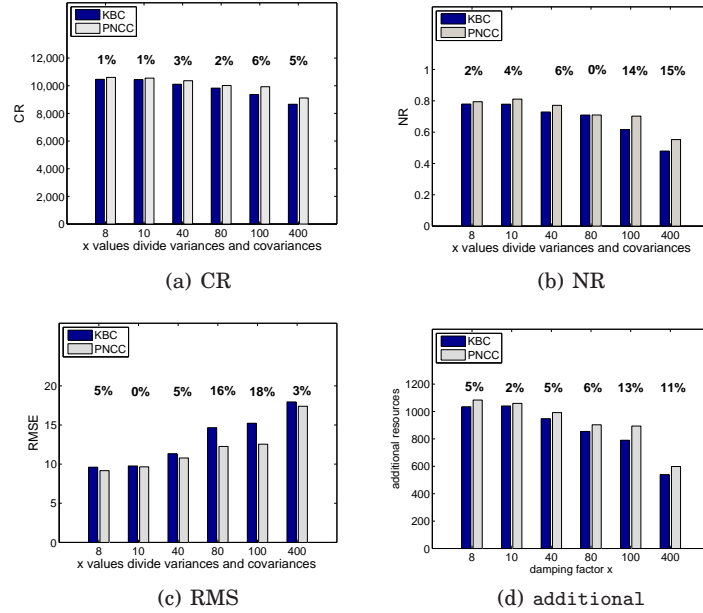 KBC
PNCC
1% 1% 3% 2% 6% 5%
12,000
10,000
8,000
6,000
4,000
2,000
0
CR
8 10 40 80 100 400
x values divide variances and covariances
(a) CR
KBC
PNCC
2% 4% 6% 0% 14% 15%
1
0.8
0.6
0.4
0.2
0
NR
8 10 40 80 100 400
x values divide variances and covariances
(b) NR
KBC
PNCC
5% 0% 5% 16% 18% 3%
20
15
10
5
0
RMSE
8 10 40 80 100 400
x values divide variances and covariances
(c) RMS
KBC
PNCC
5% 2% 5% 6% 13% 11%
1200
1000
800
600
400
200
0
additional resources
8 10 40 80 100 400
damping factor x
(d) additional